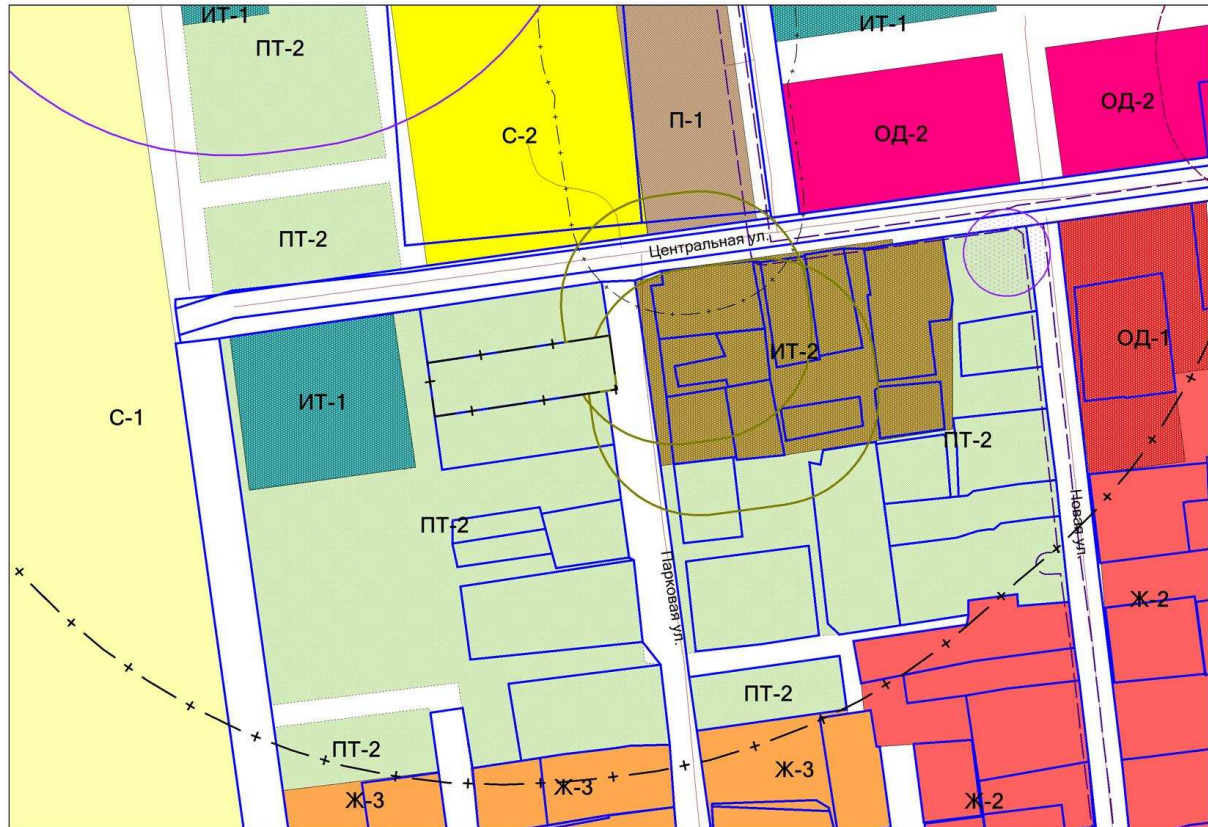 ИТ-1
ПТ-2
ИТ-1
С-2
П-1
ОД-2
ОД-2
ПТ-2
Центральная ул.
ИТ-2
ОД-1
ИТ-1
С-1
ПТ-2
ПТ-2
Новая ул.
Парковая ул.
Ж-2
ПТ-2
ПТ-2
Ж-3
Ж-3
Ж-3
Ж-2